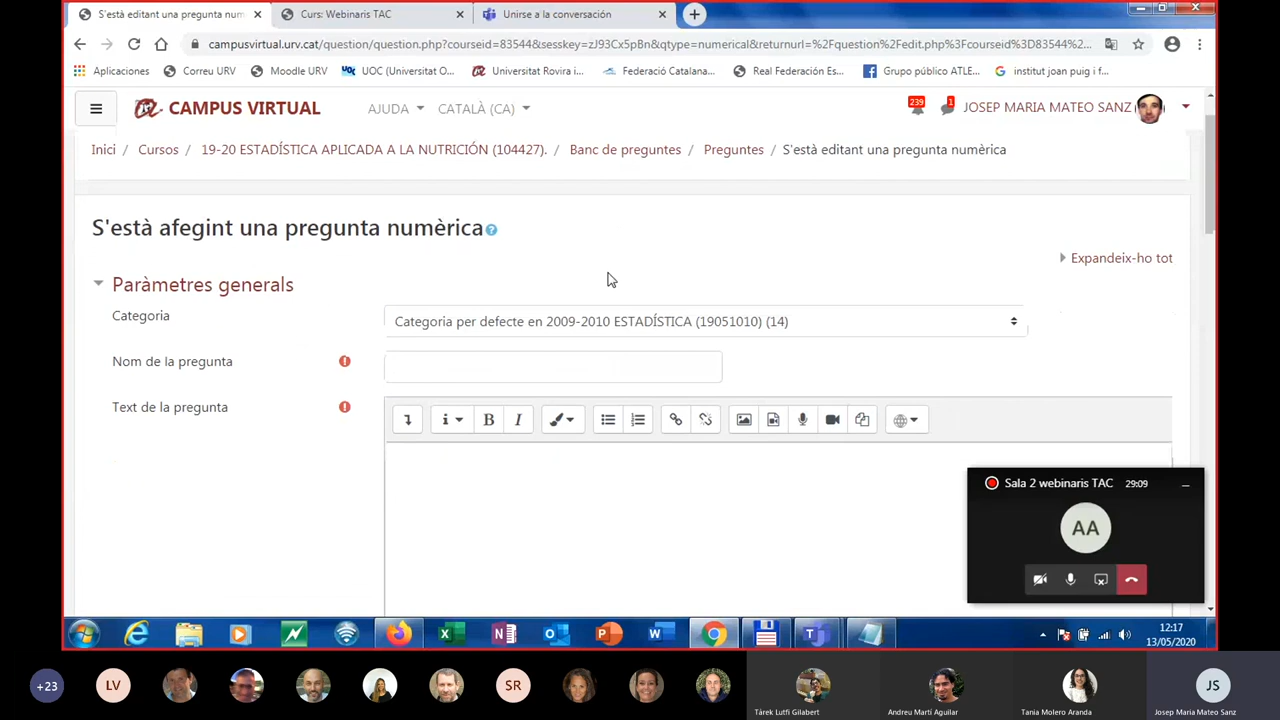 S'està editant una pregunta num
Curs: Webinaris TAC
Unirse a la conversación
campusvirtual.urv.cat/question/question.php?courseid=83544&sesskey=zJ93Cx5pBn&qtype=numerical&returnurl=%2Fquestion%2Fedit.php%3Fcourseid%3D83544%2...
Aplicaciones
Correu URV
Moodle URV
UOC (Universitat O...
Universitat Rovira i...
Federació Catalana...
Real Federación Es...
Grupo público ATLE...
institut joan puig i f...
CAMPUS VIRTUAL
AJUDA
CATALÀ (CA)
239
1
JOSEP MARIA MATEO SANZ
Inici / Cursos / 19-20 ESTADÍSTICA APLICADA A LA NUTRICIÓN (104427). / Banc de preguntes / Preguntes / S'està editant una pregunta numèrica
S'està afegint una pregunta numèrica
Expandeix-ho tot
Paràmetres generals
Categoria
Categoria per defecte en 2009-2010 ESTADÍSTICA (19051010) (14)
Nom de la pregunta
Text de la pregunta
Sala 2 webinaris TAC 29:09
AA
12:17
13/05/2020
+23
LV
SR
JS
Tàrek Lutfi Gilabert
Andreu Martí Aguilar
Tania Molero Aranda
Josep Maria Mateo Sanz